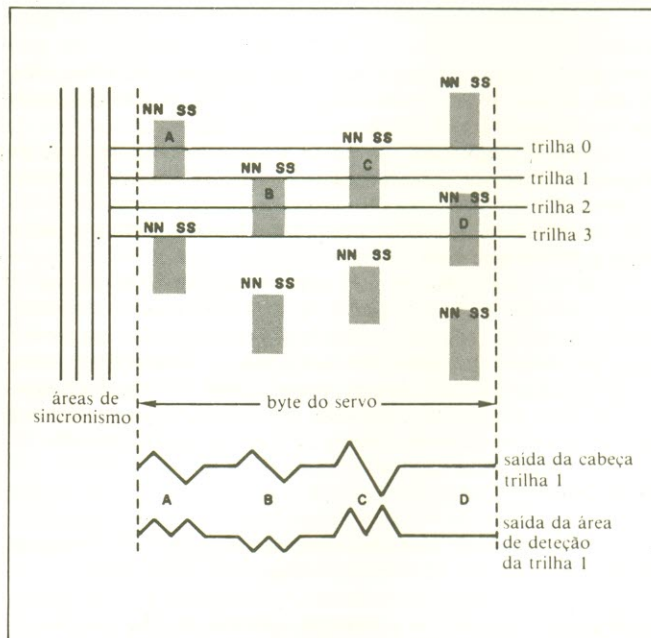 NN SS
NN SS
A
NN SS
C
trilha 0
NN SS
B
trilha 1
NN SS
D
trilha 2
NN SS
NN SS
trilha 3
NN SS
NN SS
áreas de
sincronismo
byte do servo
saída da cabeça
trilha 1
A B C D
saída da área
de deteção
da trilha 1